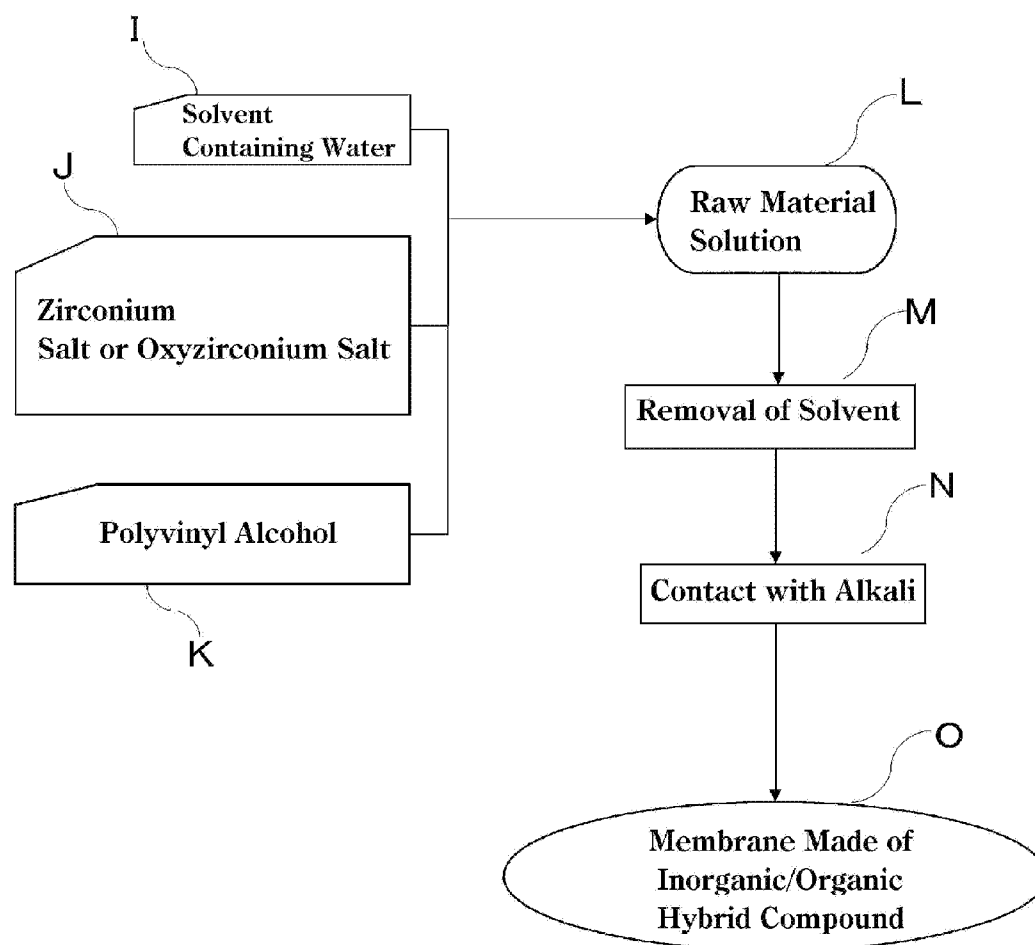 I
Solvent
Containing Water
J
Zirconium
Salt or Oxyzirconium Salt
Polyvinyl Alcohol
K
L
Raw Material
Solution
M
Removal of Solvent
N
Contact with Alkali
O
Membrane Made of
Inorganic/Organic
Hybrid Compound